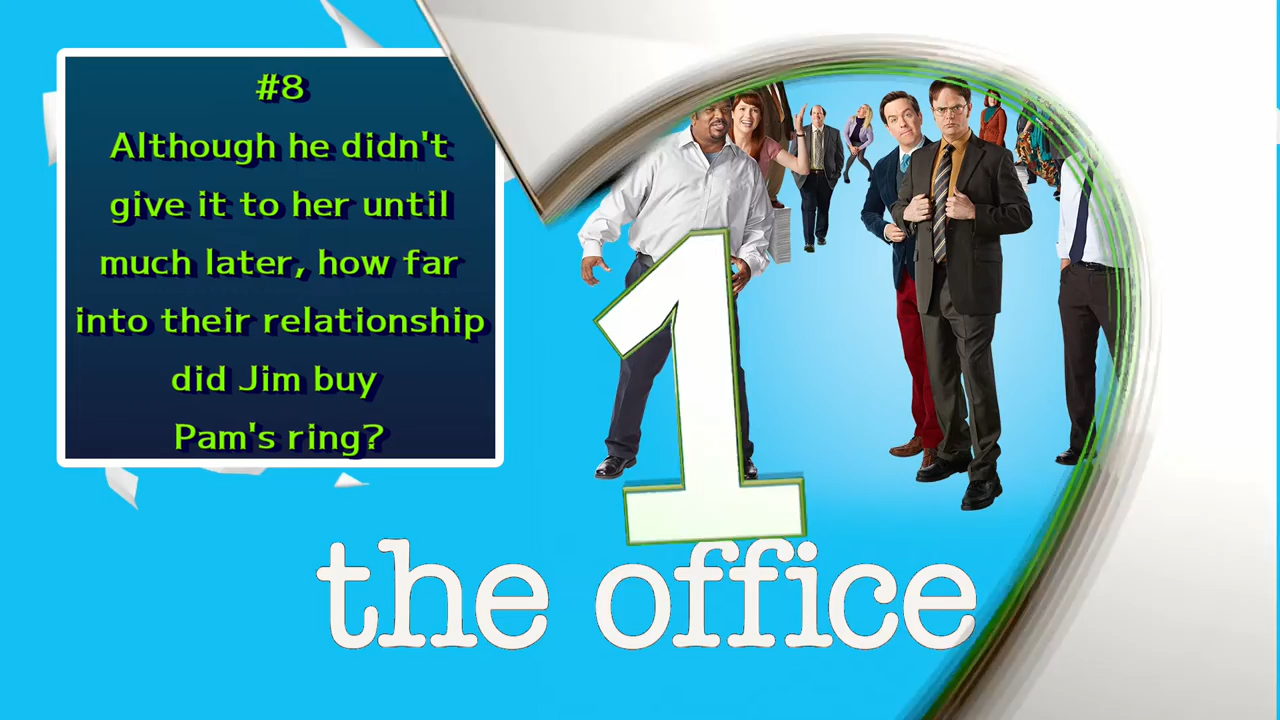 #8
Although he didn't
give it to her until
much later, how far
into their relationship
did Jim buy
Pam's ring?
1
the office